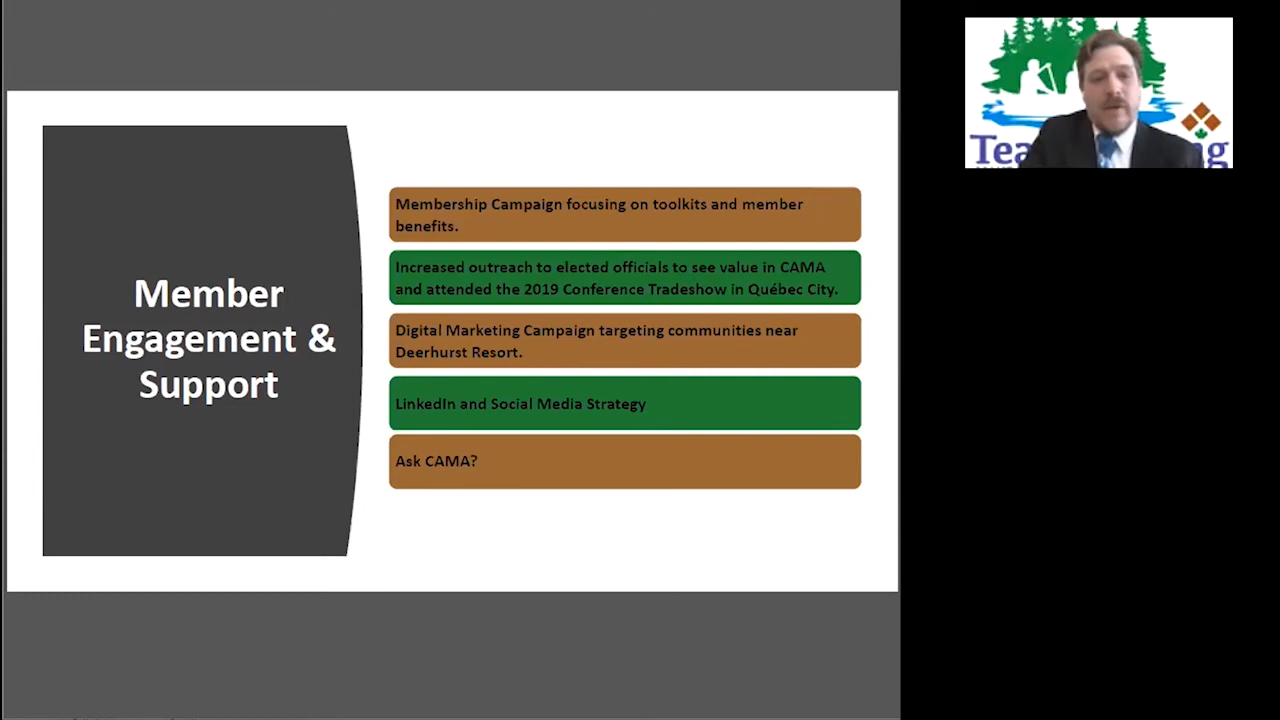 Member
Engagement &
Support
Membership Campaign focusing on toolkits and member
benefits.
Increased outreach to elected officials to see value in CAMA
and attended the 2019 Conference Tradeshow in Québec City.
Digital Marketing Campaign targeting communities near
Deerhurst Resort.
LinkedIn and Social Media Strategy
Ask CAMA?